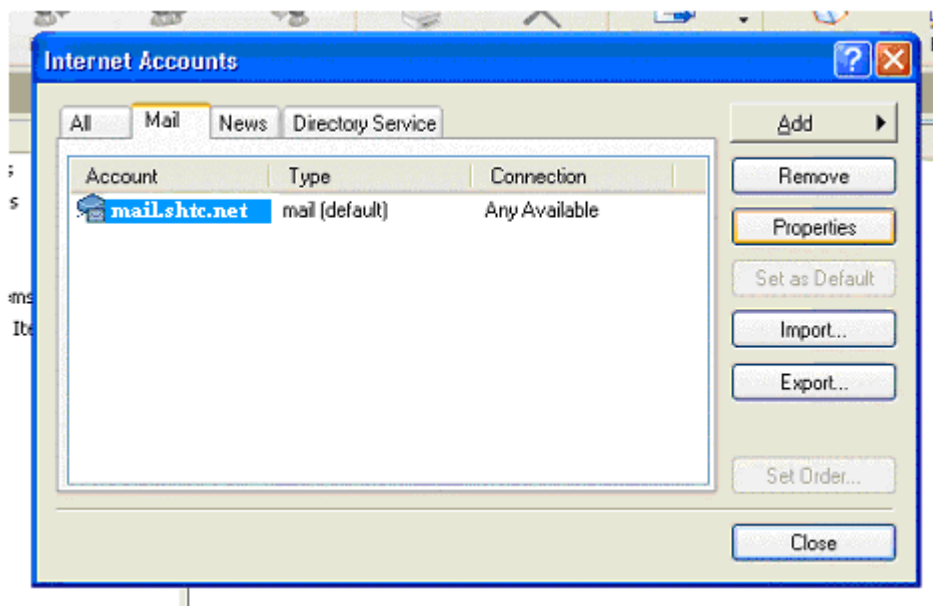 Internet Accounts
All Mail News Directory Service
Add
Account Type Connection
Remove
mail.shtc.net mail (default) Any Available
Properties
Set as Default
Import...
Export...
Set Order...
Close